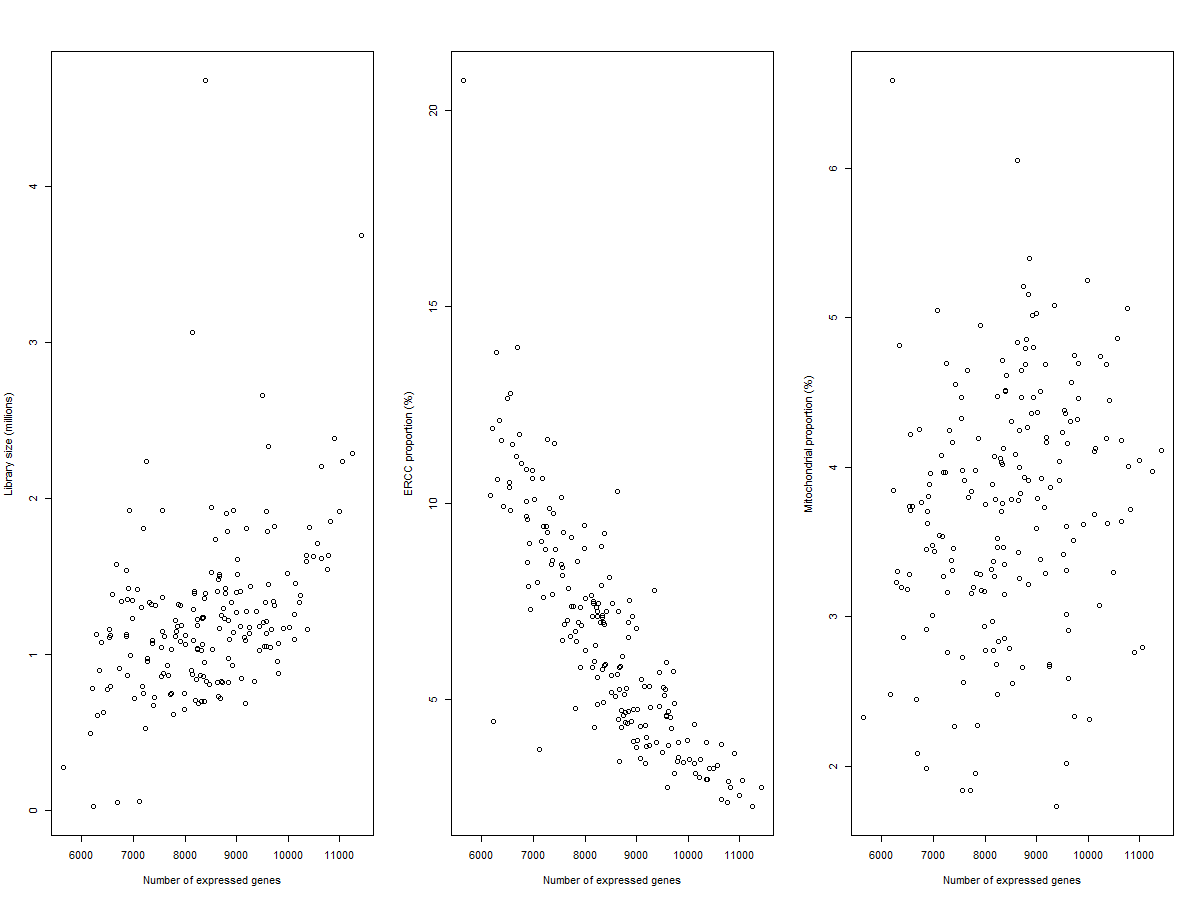 Library size (millions)
4
3
2
1
0
6000 7000 8000 9000 10000 11000
Number of expressed genes
ERCC proportion (%)
20
15
10
5
6000 7000 8000 9000 10000 11000
Number of expressed genes
Mitochondrial proportion (%)
6
5
4
3
2
6000 7000 8000 9000 10000 11000
Number of expressed genes